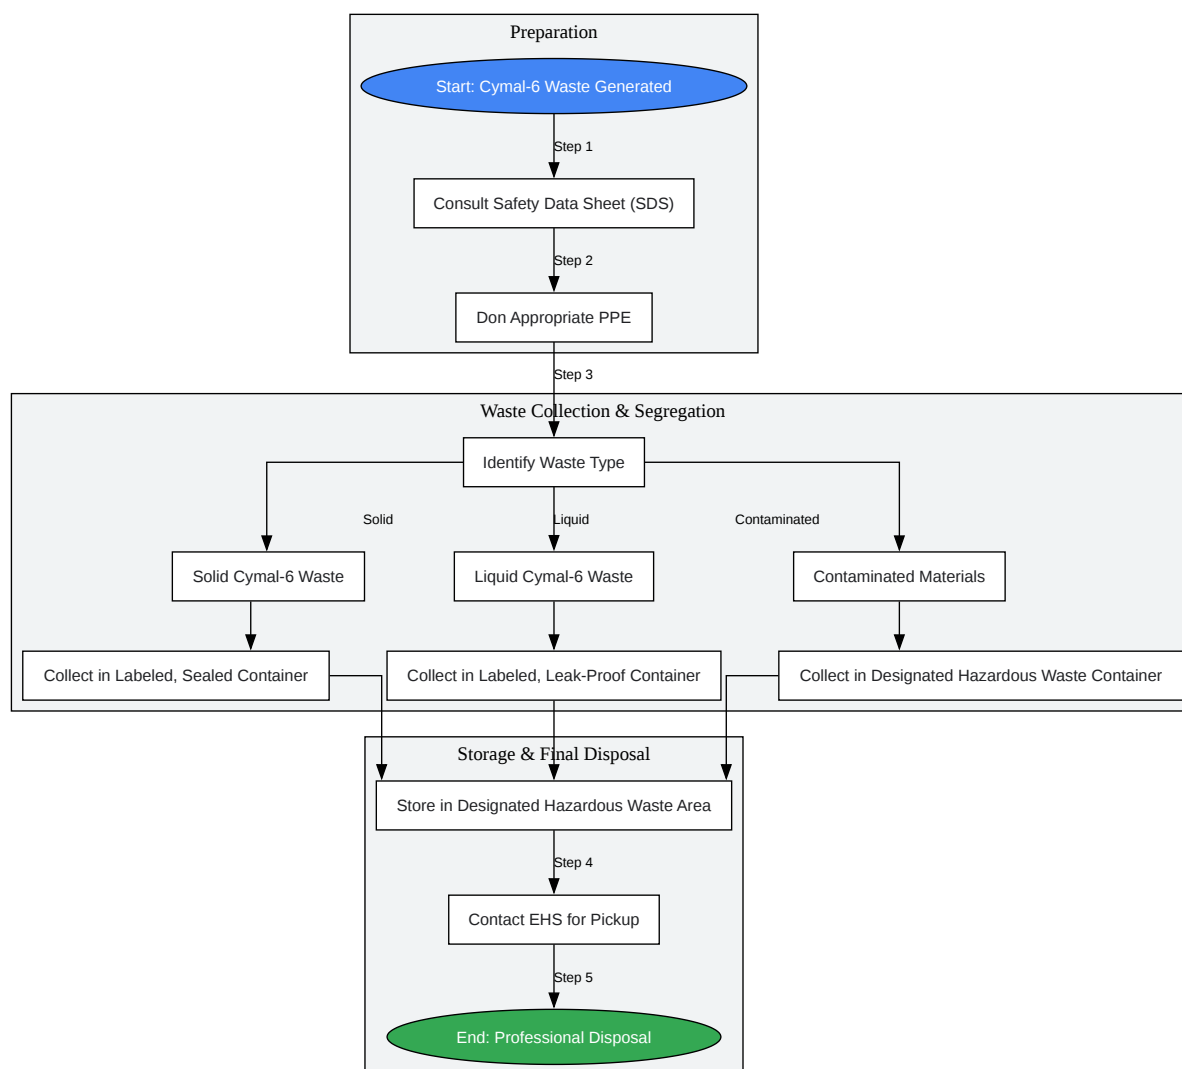 Preparation
Start: Cymal-6 Waste Generated
Step 1
Consult Safety Data Sheet (SDS)
Step 2
Don Appropriate PPE
Step 3
Waste Collection & Segregation
Identify Waste Type
Solid
Liquid
Contaminated
Solid Cymal-6 Waste
Liquid Cymal-6 Waste
Contaminated Materials
Collect in Labeled, Sealed Container
Collect in Labeled, Leak-Proof Container
Collect in Designated Hazardous Waste Container
Storage & Final Disposal
Store in Designated Hazardous Waste Area
Step 4
Contact EHS for Pickup
Step 5
End: Professional Disposal